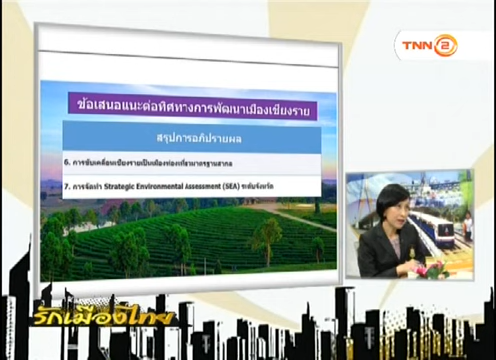 TNN 2
ข้อเสนอแนะต่อทิศทางการพัฒนาเมืองเชียงราย
สรุปการอภิปรายผล
6. การขับเคลื่อนเชียงรายเป็นเมืองท่องเที่ยวมาตรฐานสากล
7. การจัดทำ Strategic Environmental Assessment (SEA) ระดับจังหวัด
รักเมืองไทย